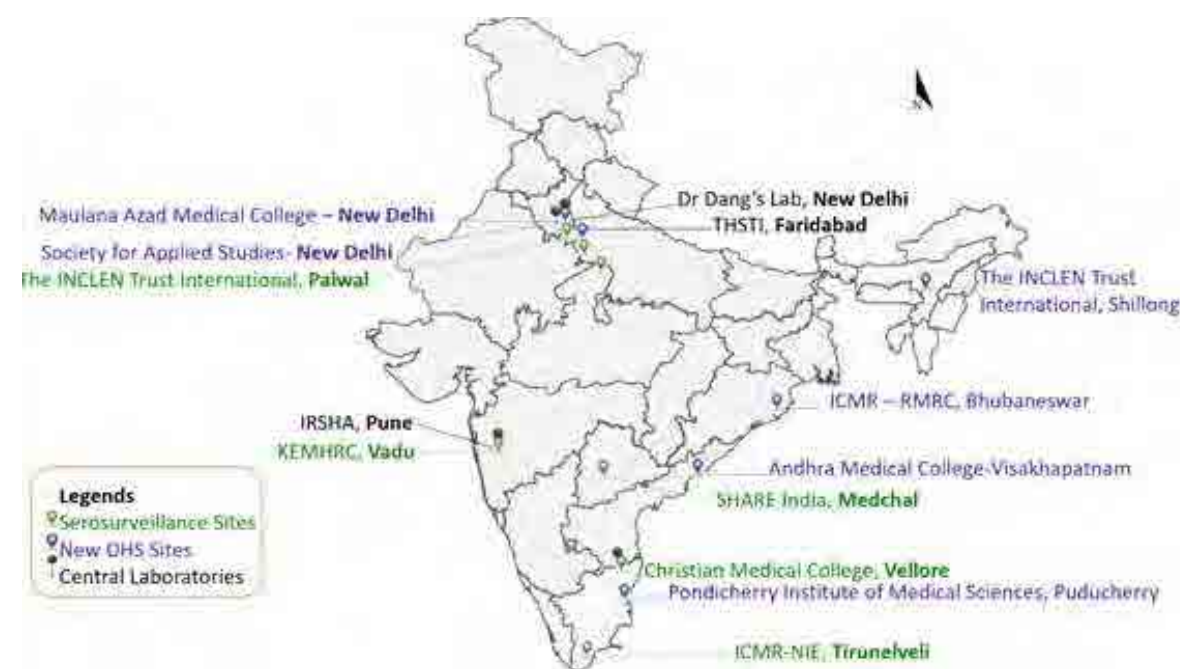 N
Maulana Azad Medical College – New Delhi
Dr Dang's Lab, New Delhi
THSTI, Faridabad
Society for Applied Studies- New Delhi
The INCLEN Trust International, Palwal
The INCLEN Trust
International, Shillong
ICMR – RMRC, Bhubaneswar
IRSHA, Pune
KEMHRC, Vadu
Andhra Medical College-Visakhapatnam
SHARE India, Medchal
Legends
Serosurveillance Sites
New DHS Sites
Central Laboratories
Christian Medical College, Vellore
Pondicherry Institute of Medical Sciences, Puducherry
ICMR-NIE, Tirunelveli